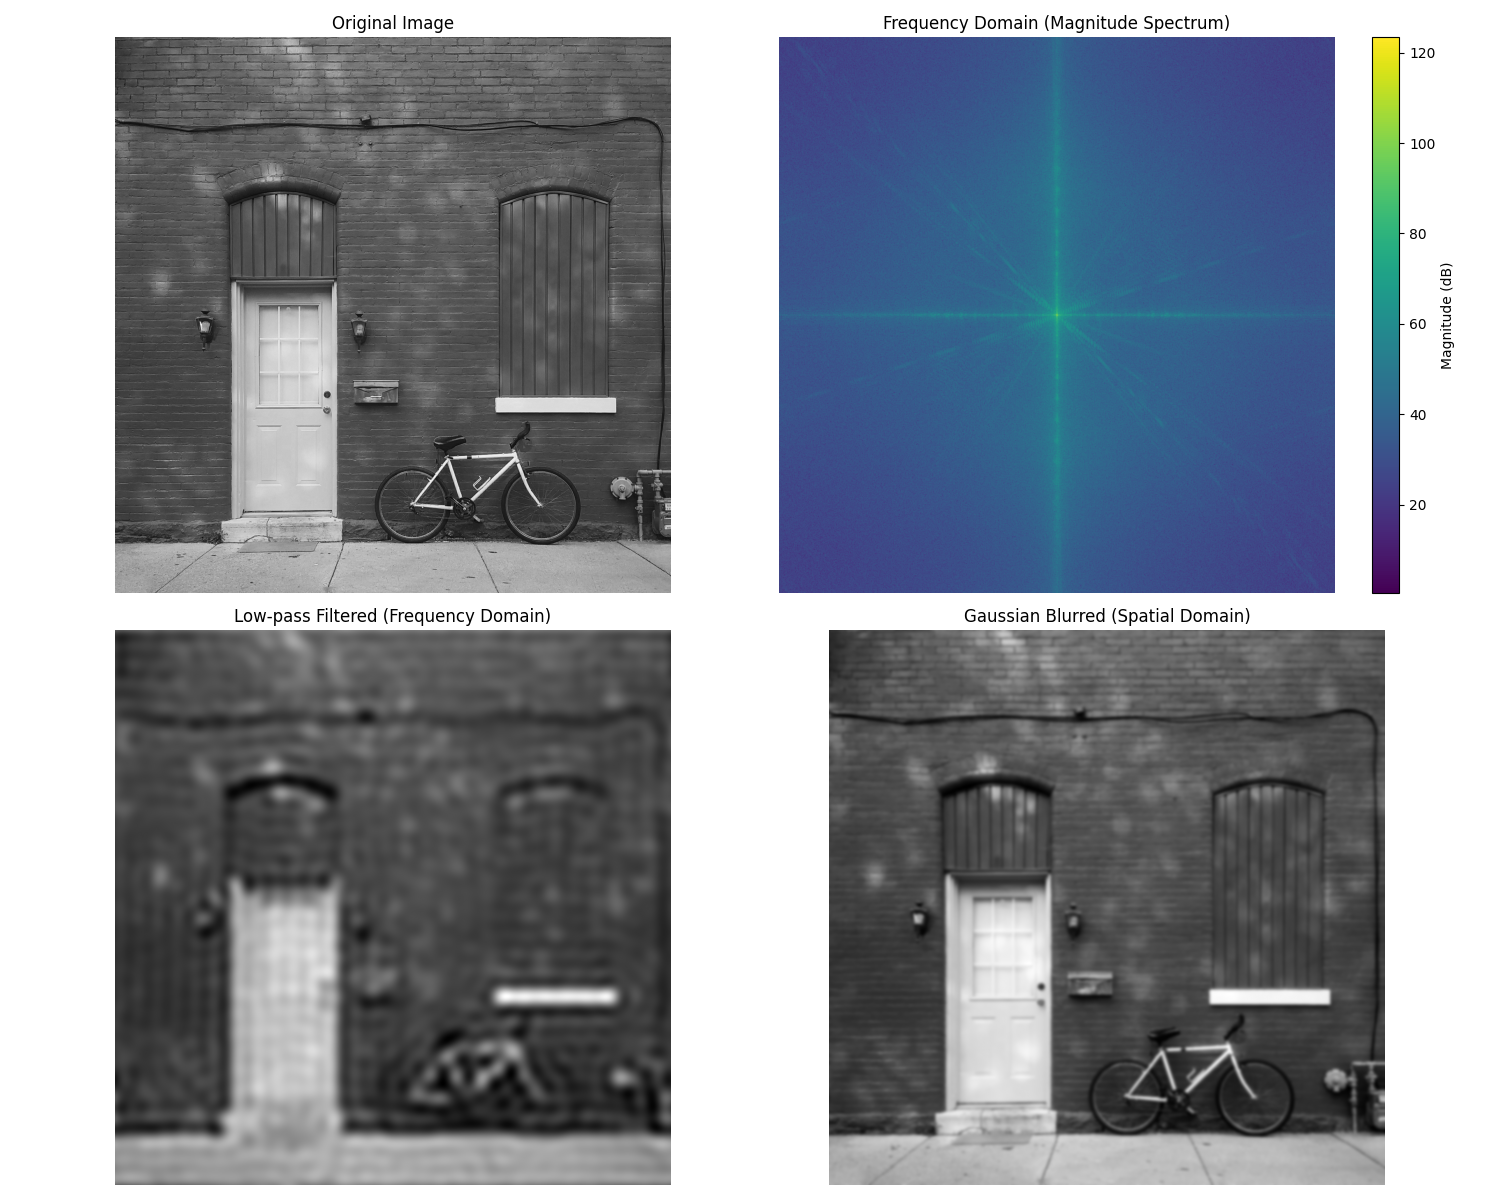 Original Image
Frequency Domain (Magnitude Spectrum)
120
100
80
60
40
20
Magnitude (dB)
Low-pass Filtered (Frequency Domain)
Gaussian Blurred (Spatial Domain)